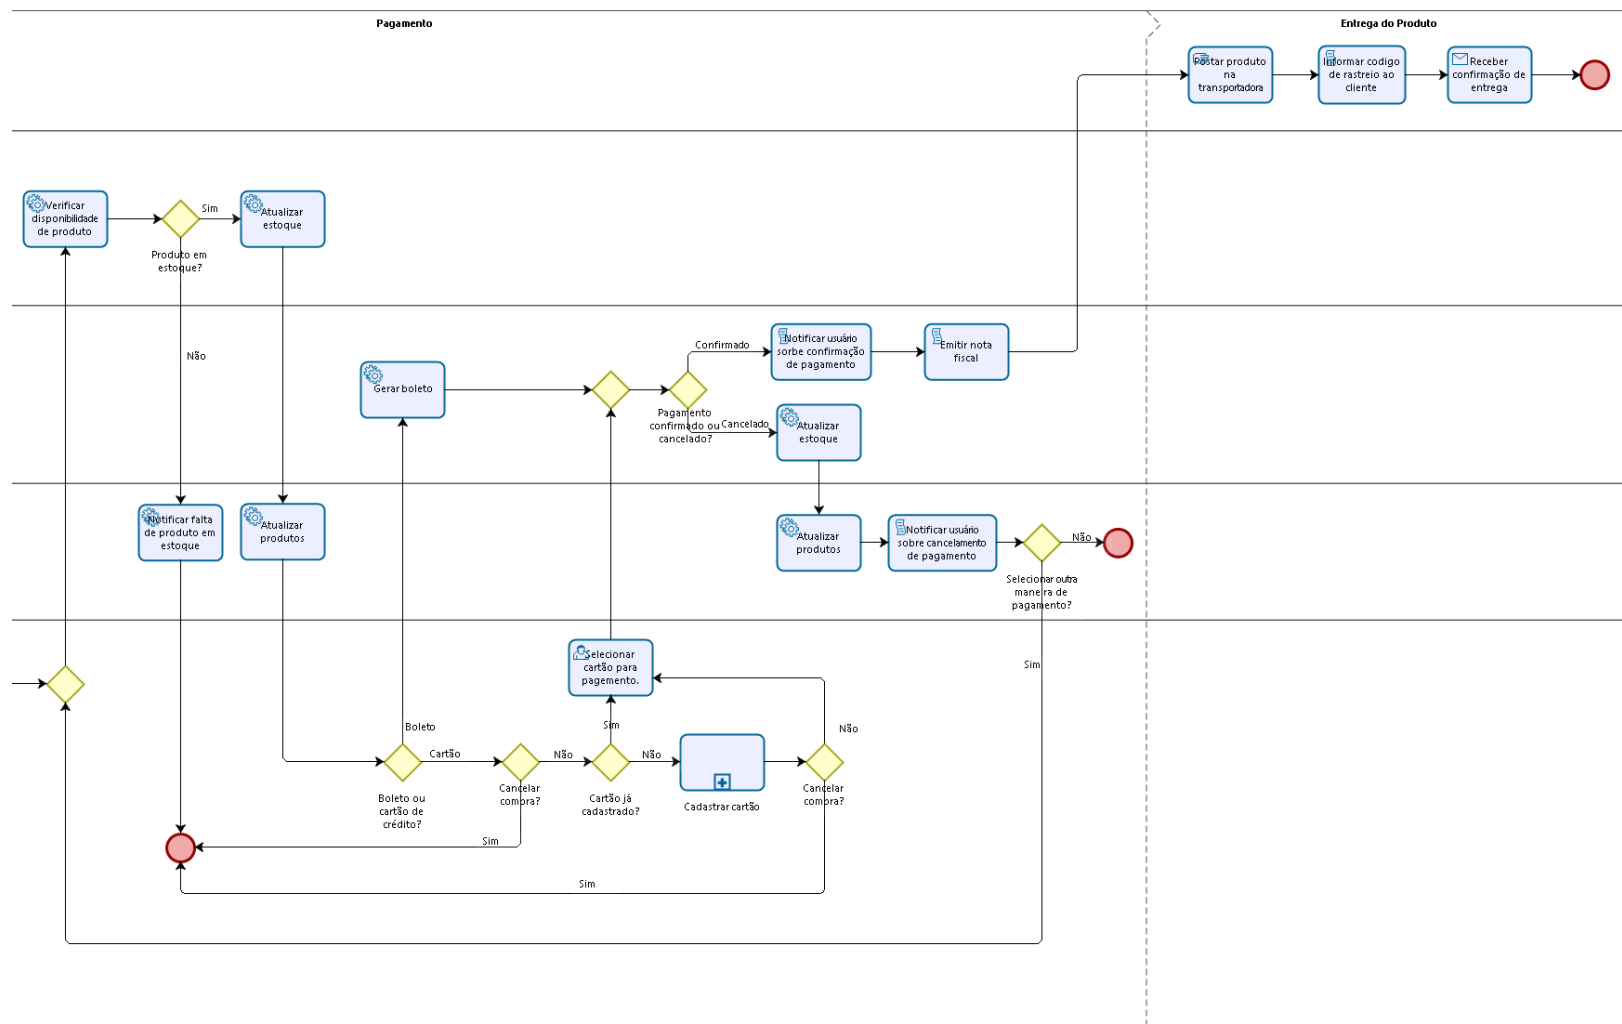 Pagamento
Entrega do Produto
Postar produto
na
transportadora
Informar codigo
de rastreio ao
cliente
Receber
confirmação de
entrega
Verificar
disponibilidade
de produto
Sim
Produto em
estoque?
Atualizar
estoque
Não
Gerar boleto
Confirmado
Pagamento
confirmado ou
cancelado?
Cancelado
Notificar usuário
sorbe confirmação
de pagamento
Emitir nota
fiscal
Atualizar
estoque
Notificar falta
de produto em
estoque
Atualizar
produtos
Atualizar
produtos
Notificar usuário
sobre cancelamento
de pagamento
Não
Selecionar outra
maneira de
pagamento?
Sim
Selecionar
cartão para
pagemento.
Boleto
Cartão
Boleto ou
cartão de
crédito?
Não
Cancelar
compra?
Sim
Sim
Não
Cartão já
cadastrado?
Cadastrar cartão
Não
Cancelar
compra?
Sim